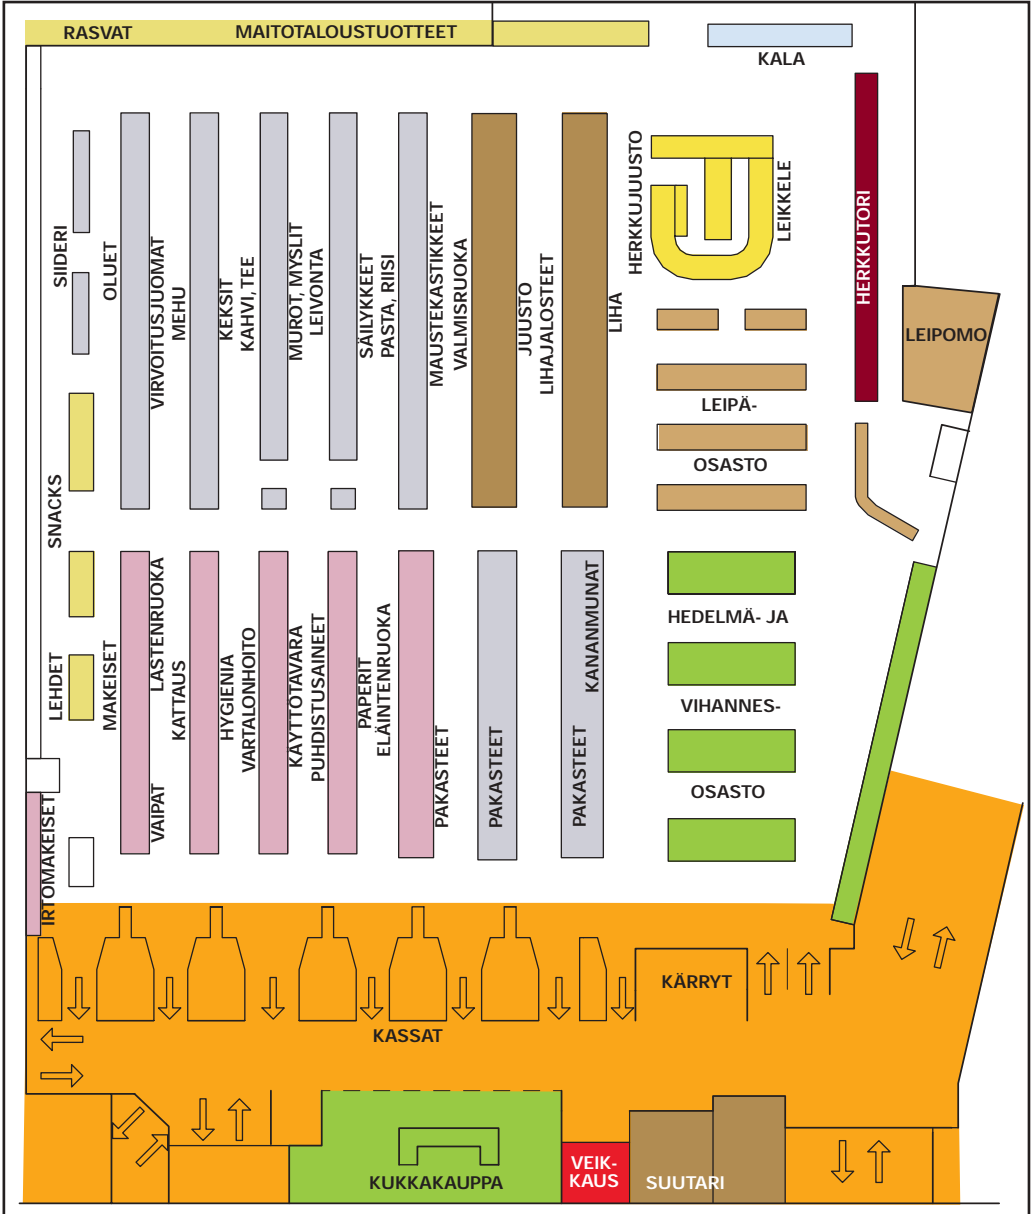 RASVAT
MAITOTALOUSTUOTTEET
KALA
SIIDERI
OLUET
VIRVOITUSJUOMAT
MEHU
KEKSIT
KAHVI, TEE
MUROT, MYSLIT
LEIVONTA
SÄILYKKEET
PASTA, RIISI
MAUSTEKASTIKKEET
VALMISRUOKA
JUUSTO
LIHAJALOSTEET
LIHA
HERKKUJUUSTO
LEIKKELE
HERKKUTORI
LEIPOMO
LEIPÄ-
OSASTO
SNACKS
LEHDET
MAKEISET
LASTENRUOKA
VAIPAT
KATTAUS
HYGIENIA
VARTALONHOITO
KÄYTTÖTAVARA
PUHDISTUSAINEET
PAPERIT
ELÄINTENRUOKA
PAKASTEET
PAKASTEET
PAKASTEET
KANANMUNAT
HEDELMÄ- JA
VIHANNES-
OSASTO
IRTOMAKEISET
KÄRRYT
KASSAT
KUKKAKAUPPA
VEIK-
KAUS
SUUTARI